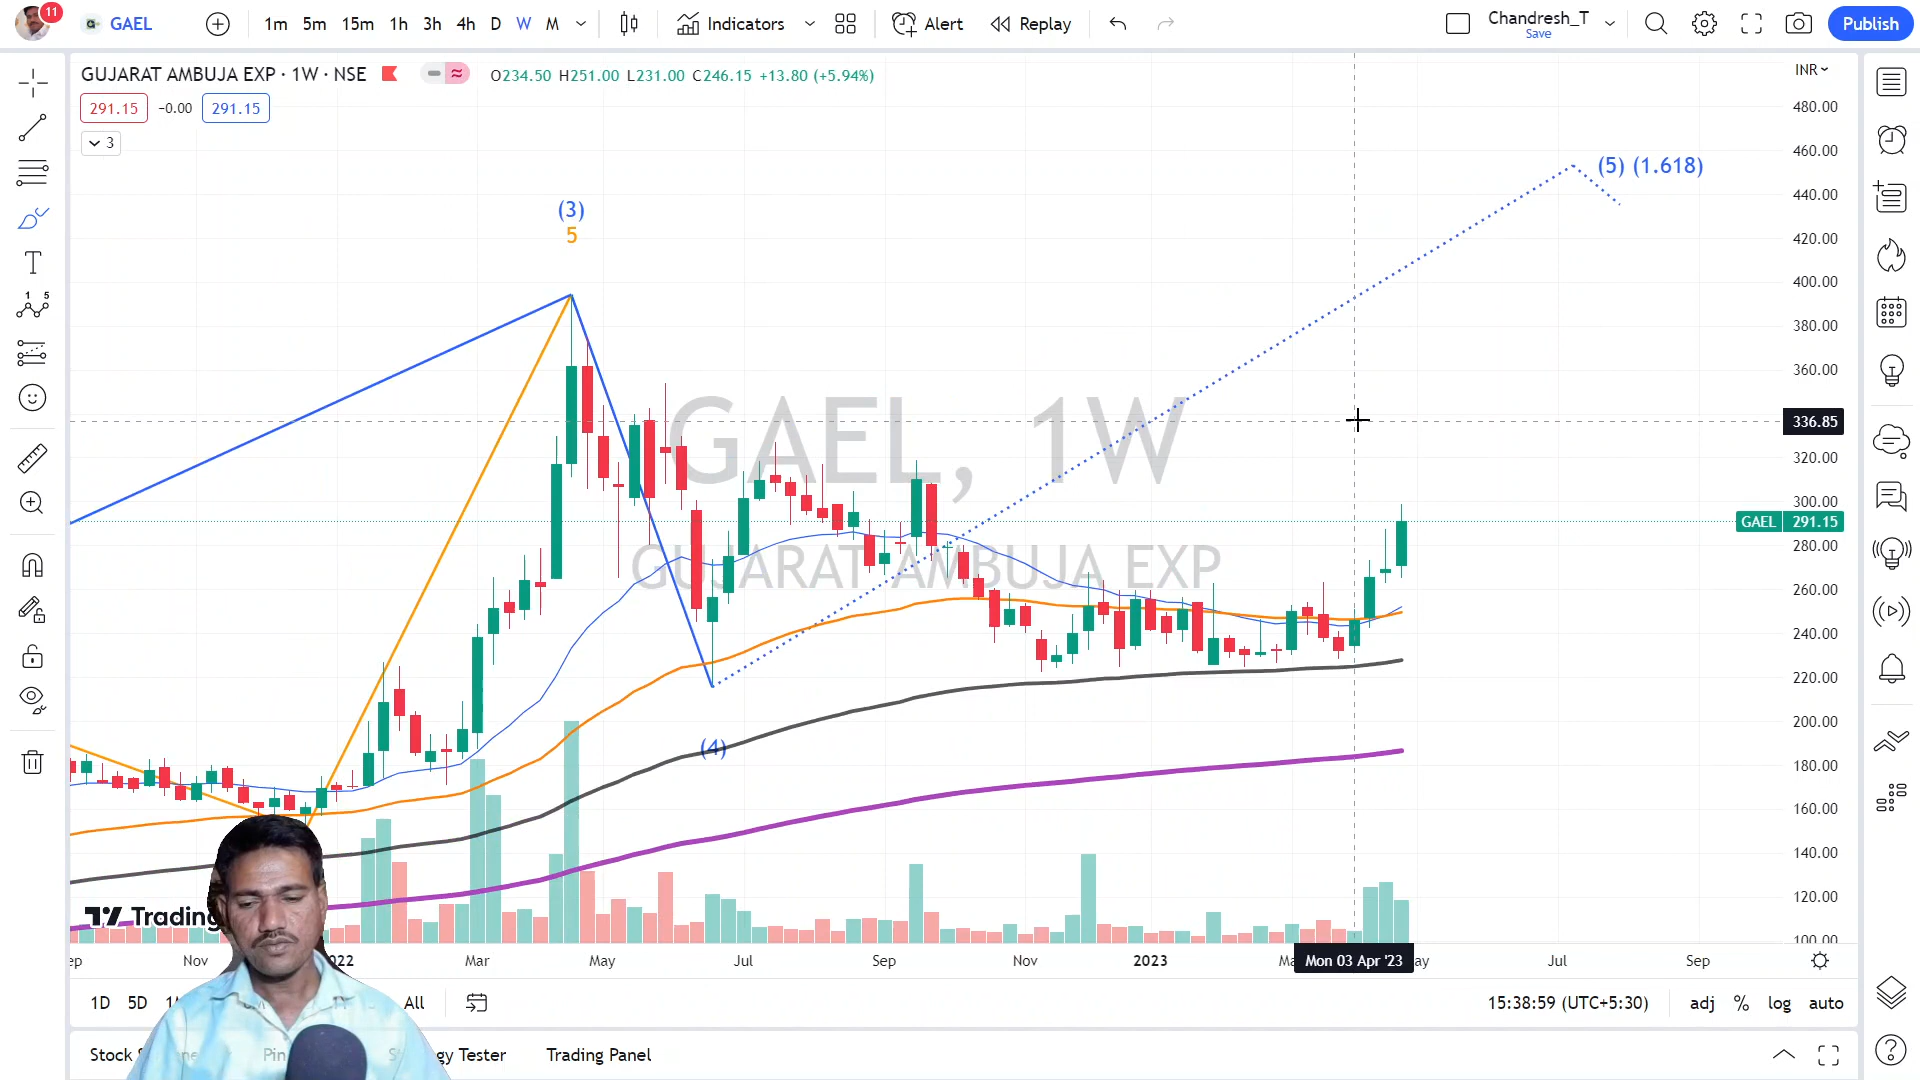 11
GAEL
1m 5m 15m 1h 3h 4h D W M
Indicators
Alert
Replay
Chandresh_T
Save
Publish
GUJARAT AMBUJA EXP · 1W · NSE
O234.50 H251.00 L231.00 C246.15 +13.80 (+5.94%)
INR
291.15 −0.00 291.15
3
480.00
460.00
440.00
420.00
400.00
380.00
360.00
336.85
320.00
300.00
GAEL 291.15
280.00
260.00
240.00
220.00
200.00
180.00
160.00
140.00
120.00
100.00
(5) (1.618)
(3)
5
(4)
GAEL, 1W
GUJARAT AMBUJA EXP
Trading
Nov
Mar May Jul Sep Nov 2023
Mon 03 Apr '23
Jul Sep
1D 5D
All
15:38:59 (UTC+5:30)
adj % log auto
Stock
Tester
Trading Panel